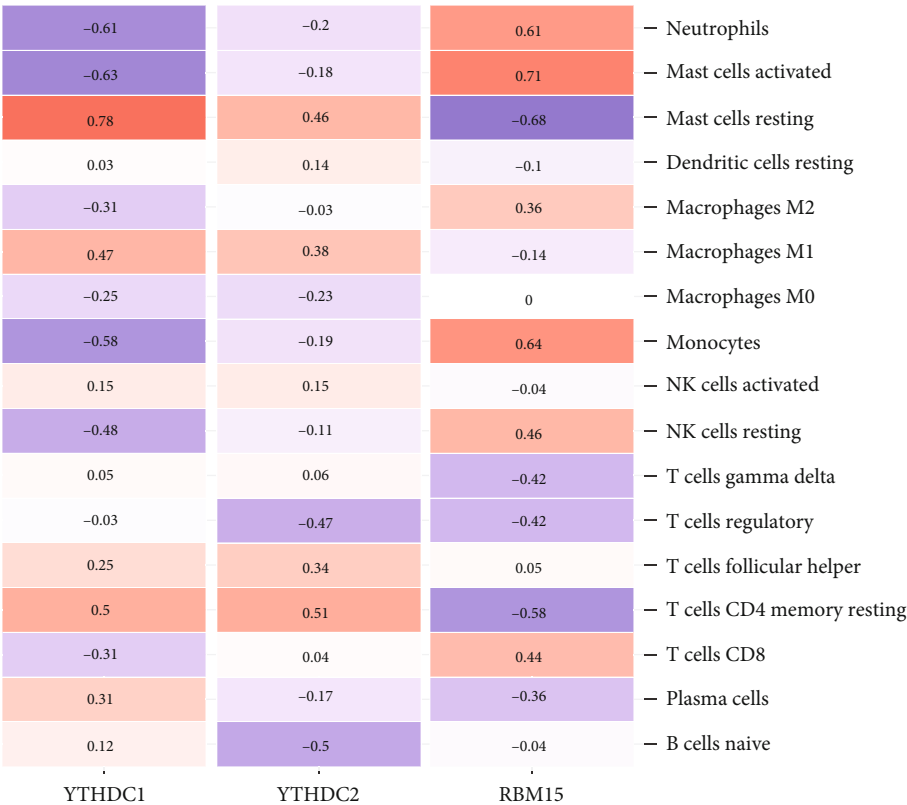 –0.61 –0.2 0.61 Neutrophils
–0.63 –0.18 0.71 Mast cells activated
0.78 0.46 –0.68 Mast cells resting
0.03 0.14 –0.1 Dendritic cells resting
–0.31 –0.03 0.36 Macrophages M2
0.47 0.38 –0.14 Macrophages M1
–0.25 –0.23 0 Macrophages M0
–0.58 –0.19 0.64 Monocytes
0.15 0.15 –0.04 NK cells activated
–0.48 –0.11 0.46 NK cells resting
0.05 0.06 –0.42 T cells gamma delta
–0.03 –0.47 –0.42 T cells regulatory
0.25 0.34 0.05 T cells follicular helper
0.5 0.51 –0.58 T cells CD4 memory resting
–0.31 0.04 0.44 T cells CD8
0.31 –0.17 –0.36 Plasma cells
0.12 –0.5 –0.04 B cells naive
YTHDC1 YTHDC2 RBM15